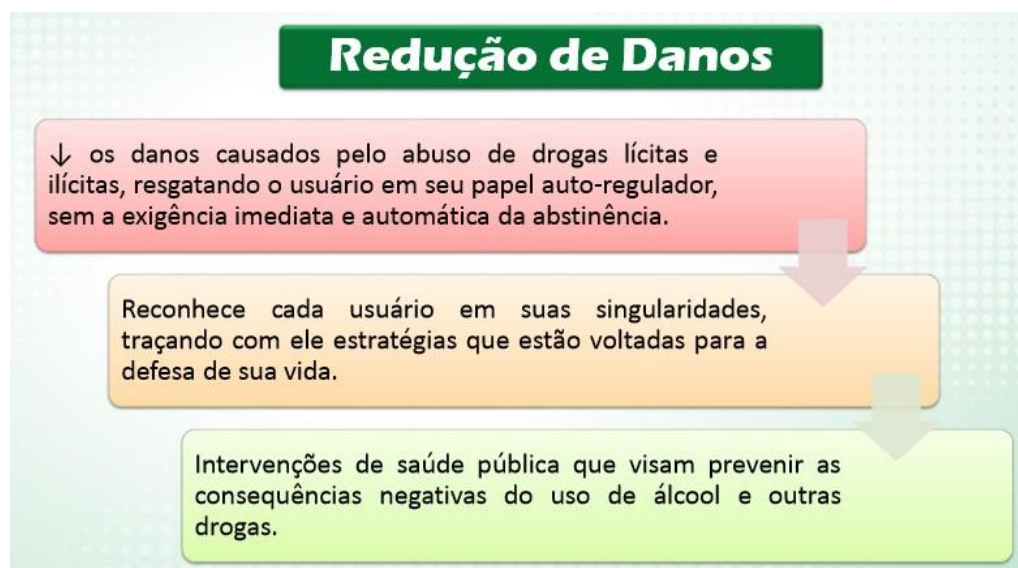 Redução de Danos
↓ os danos causados pelo abuso de drogas lícitas e
ilícitas, resgatando o usuário em seu papel auto-regulador,
sem a exigência imediata e automática da abstinência.
Reconhece cada usuário em suas singularidades,
traçando com ele estratégias que estão voltadas para a
defesa de sua vida.
Intervenções de saúde pública que visam prevenir as
consequências negativas do uso de álcool e outras
drogas.